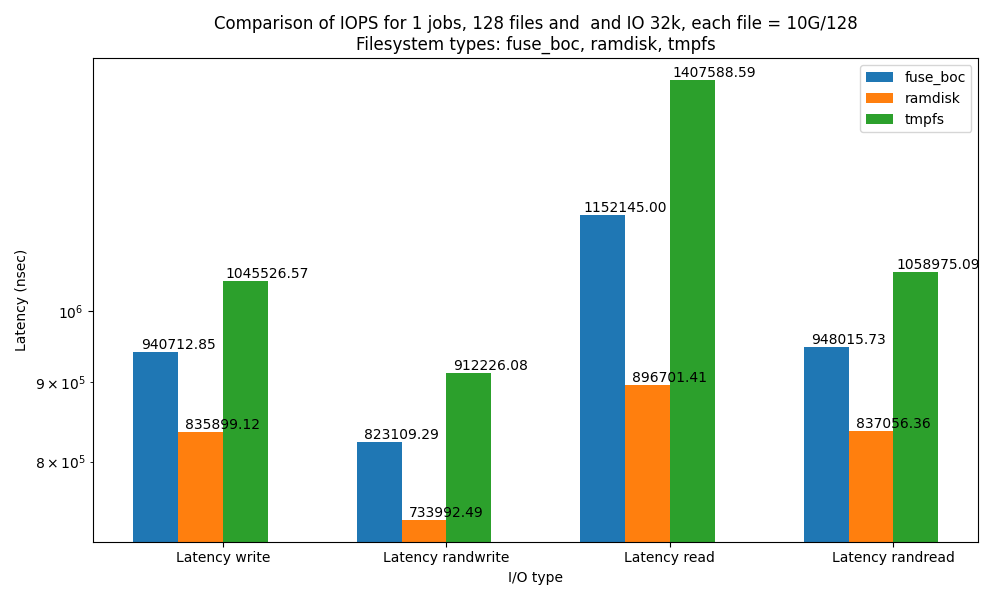 Comparison of IOPS for 1 jobs, 128 files and  and IO 32k, each file = 10G/128
Filesystem types: fuse_boc, ramdisk, tmpfs
fuse_boc
ramdisk
tmpfs
Latency (nsec)
10^6
9 × 10^5
8 × 10^5
940712.85
835899.12
1045526.57
823109.29
733992.49
912226.08
1152145.00
896701.41
1407588.59
948015.73
837056.36
1058975.09
Latency write
Latency randwrite
Latency read
Latency randread
I/O type